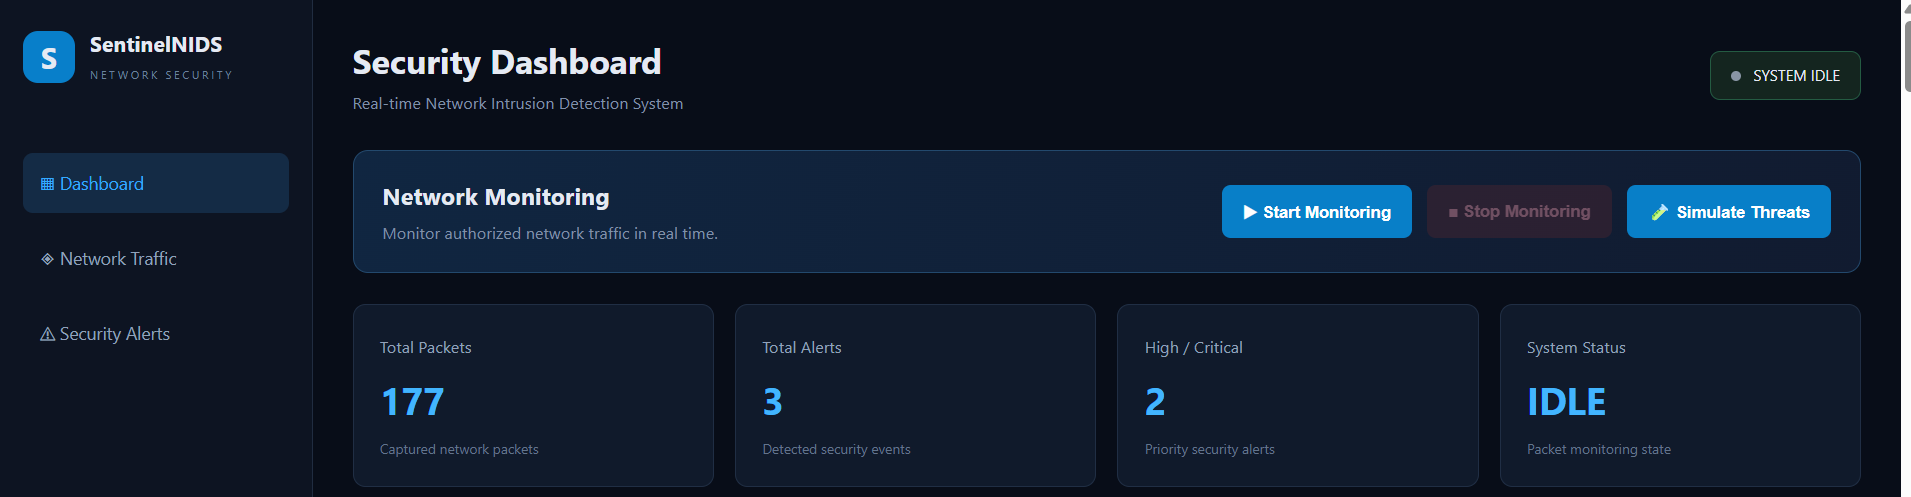 S
SentinelNIDS
NETWORK SECURITY
▦ Dashboard
◈ Network Traffic
⚠ Security Alerts
Security Dashboard
Real-time Network Intrusion Detection System
SYSTEM IDLE
Network Monitoring
Monitor authorized network traffic in real time.
▶ Start Monitoring
■ Stop Monitoring
🧪 Simulate Threats
Total Packets
177
Captured network packets
Total Alerts
3
Detected security events
High / Critical
2
Priority security alerts
System Status
IDLE
Packet monitoring state